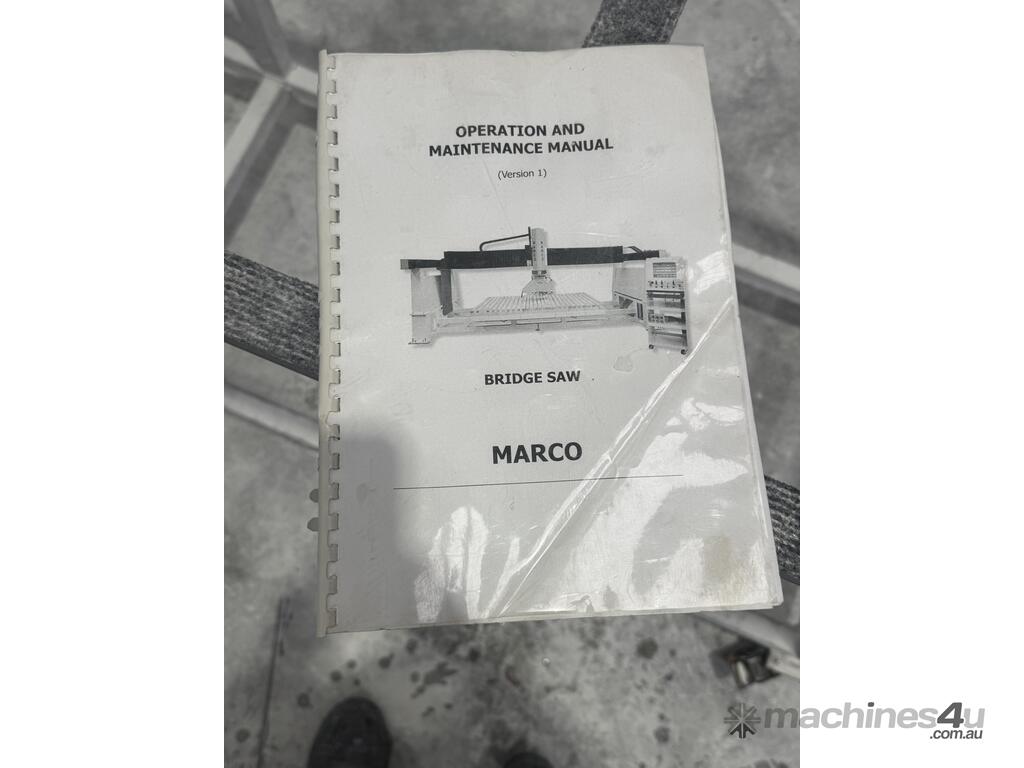 OPERATION AND
MAINTENANCE MANUAL
(Version 1)
BRIDGE SAW
MARCO
machines4u
.com.au